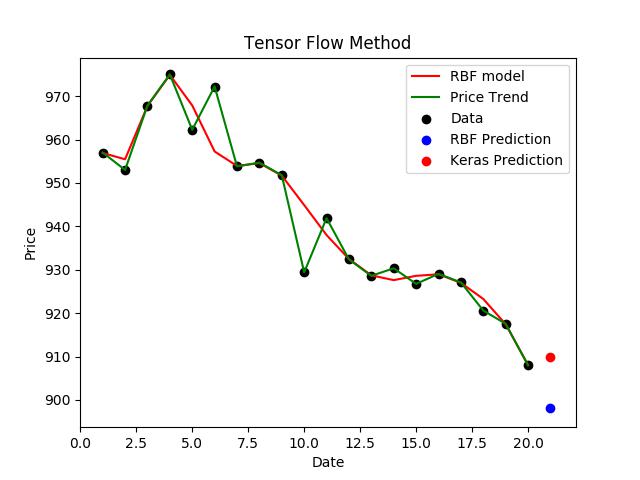 Tensor Flow Method
RBF model
Price Trend
Data
RBF Prediction
Keras Prediction
970
960
950
940
930
920
910
900
Price
0.0 2.5 5.0 7.5 10.0 12.5 15.0 17.5 20.0
Date